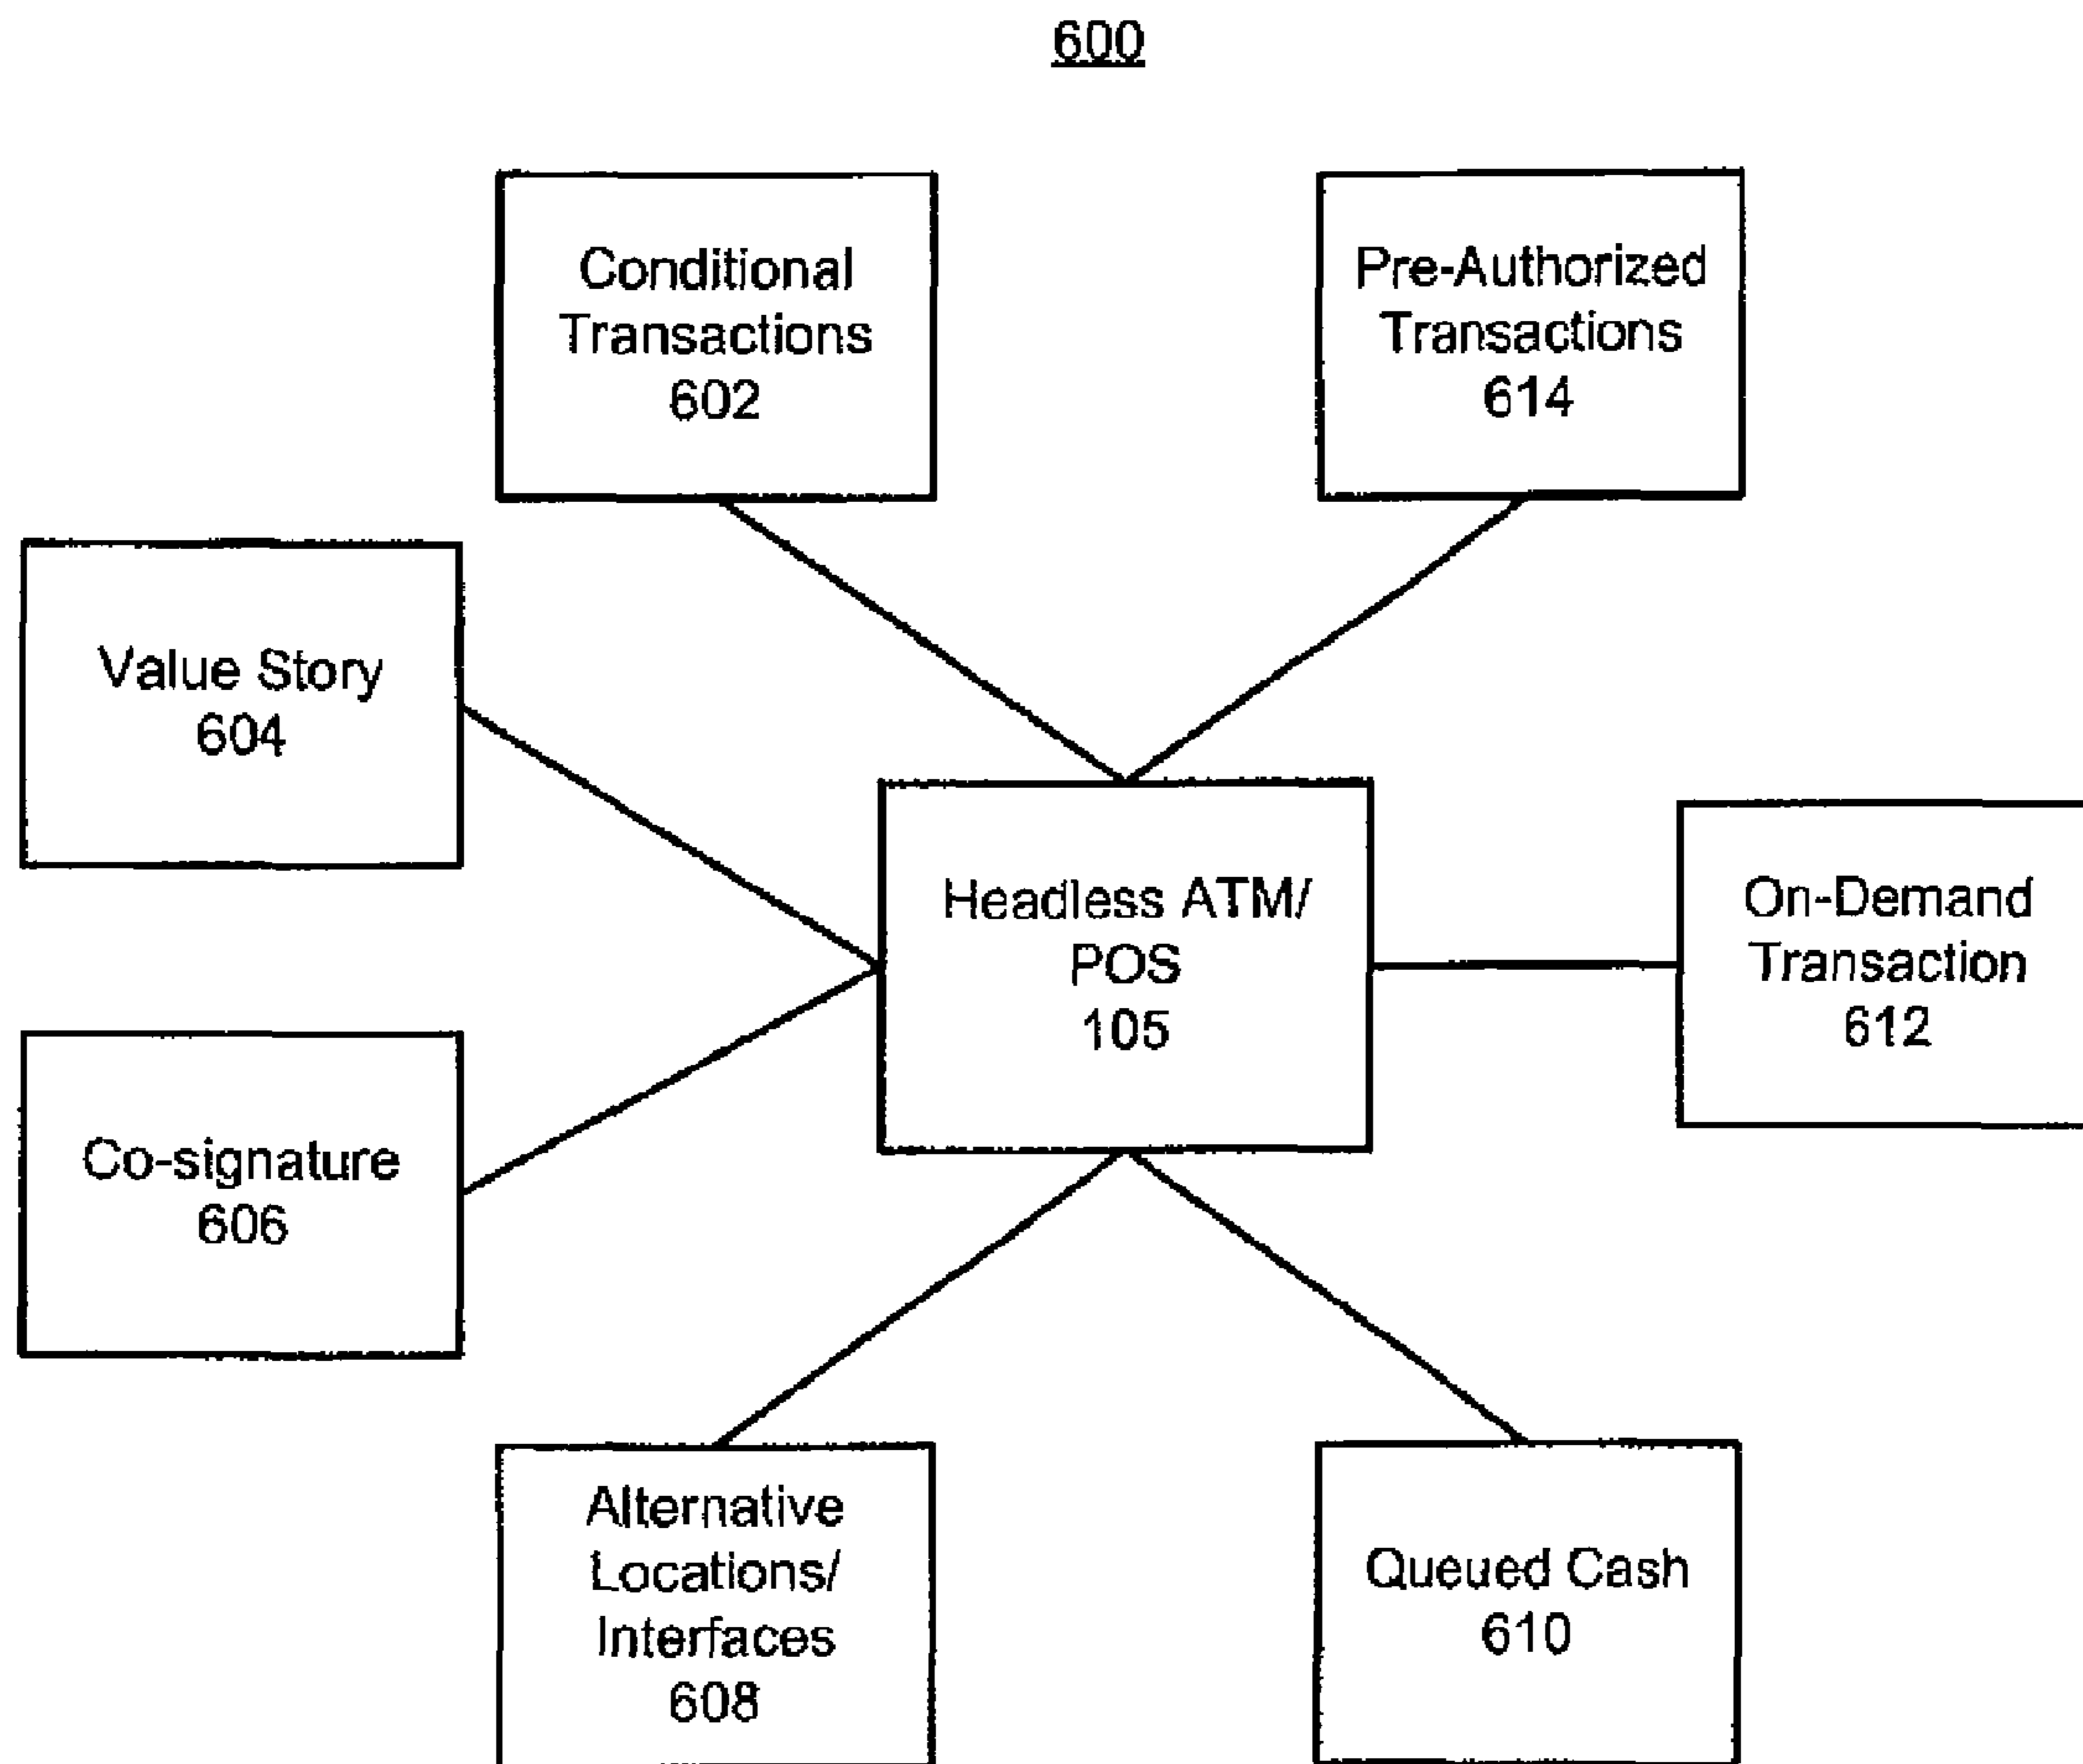 600
Conditional
Transactions
602
Pre-Authorized
Transactions
614
Value Story
604
Headless ATM/
POS
105
On-Demand
Transaction
612
Co-signature
606
Alternative
Locations/
Interfaces
608
Queued Cash
610